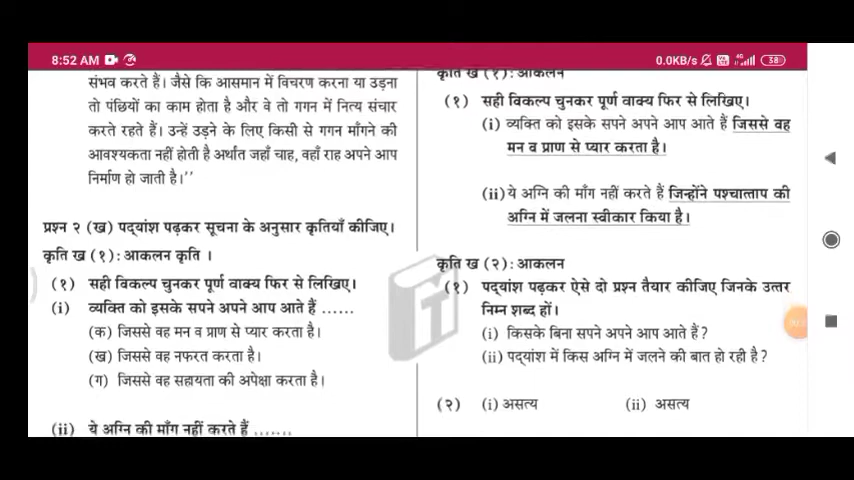 8:52 AM
0.0KB/s
4G
38
संभव करते हैं। जैसे कि आसमान में विचरण करना या उड़ना
तो पंछियों का काम होता है और वे तो गगन में नित्य संचार
करते रहते हैं। उन्हें उड़ने के लिए किसी से गगन माँगने की
आवश्यकता नहीं होती है अर्थात जहाँ चाह, वहाँ राह अपने आप
निर्माण हो जाती है।''
प्रश्न २ (ख) पद्यांश पढ़कर सूचना के अनुसार कृतियाँ कीजिए।
कृति ख (१): आकलन कृति ।
(१) सही विकल्प चुनकर पूर्ण वाक्य फिर से लिखिए।
(i) व्यक्ति को इसके सपने अपने आप आते हैं ......
(क) जिससे वह मन व प्राण से प्यार करता है।
(ख) जिससे वह नफरत करता है।
(ग) जिससे वह सहायता की अपेक्षा करता है।
(ii) ये अग्नि की माँग नहीं करते हैं .......
कृति ख (१): आकलन
(१) सही विकल्प चुनकर पूर्ण वाक्य फिर से लिखिए।
(i) व्यक्ति को इसके सपने अपने आप आते हैं जिससे वह
मन व प्राण से प्यार करता है।
(ii) ये अग्नि की माँग नहीं करते हैं जिन्होंने पश्चात्ताप की
अग्नि में जलना स्वीकार किया है।
कृति ख (२): आकलन
(१) पद्यांश पढ़कर ऐसे दो प्रश्न तैयार कीजिए जिनके उत्तर
निम्न शब्द हों।
(i) किसके बिना सपने अपने आप आते हैं?
(ii) पद्यांश में किस अग्नि में जलने की बात हो रही है?
(२) (i) असत्य (ii) असत्य